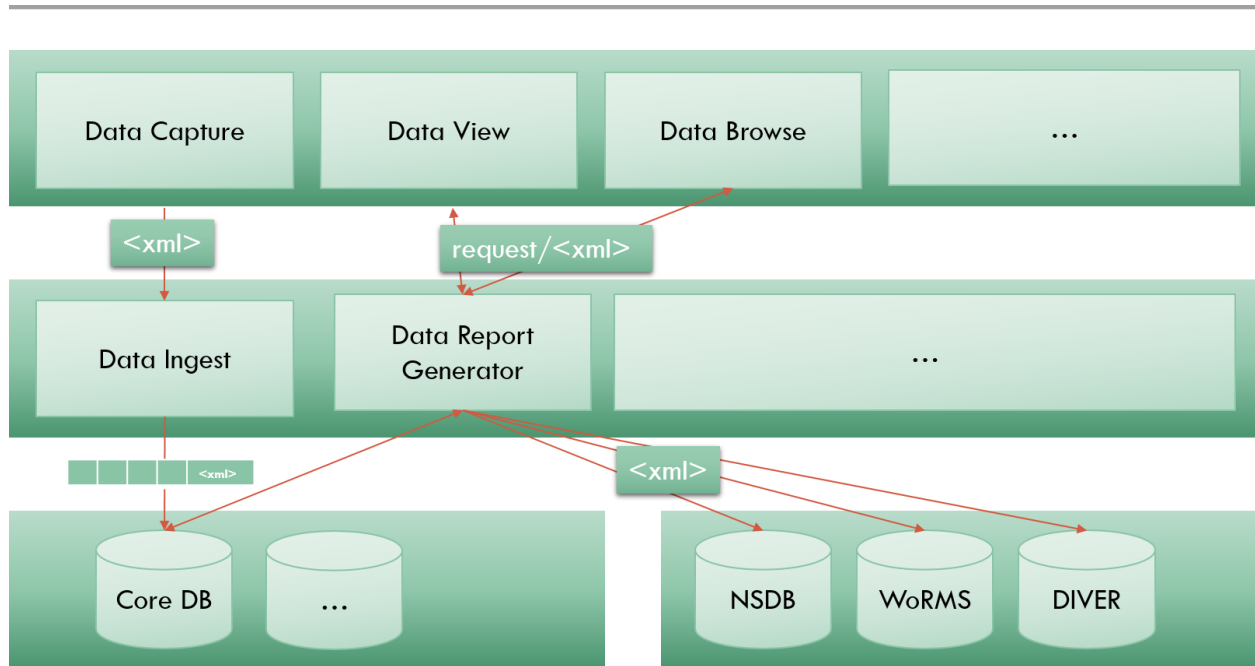 Data Capture
Data View
Data Browse
...
<xml>
request/<xml>
Data Ingest
Data Report
Generator
...
<xml>
<xml>
Core DB
...
NSDB
WoRMS
DIVER